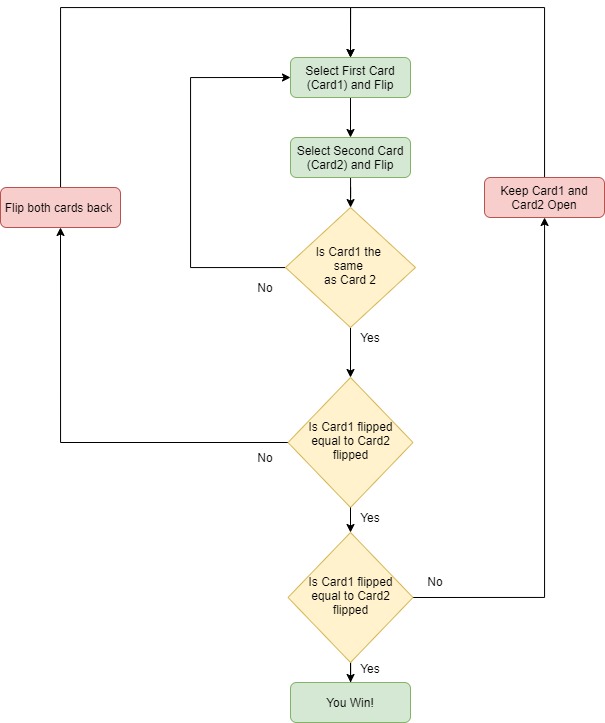 Select First Card
(Card1) and Flip
Select Second Card
(Card2) and Flip
Flip both cards back
Keep Card1 and
Card2 Open
Is Card1 the
same
as Card 2
No
Yes
Is Card1 flipped
equal to Card2
flipped
No
Yes
Is Card1 flipped
equal to Card2
flipped
No
Yes
You Win!